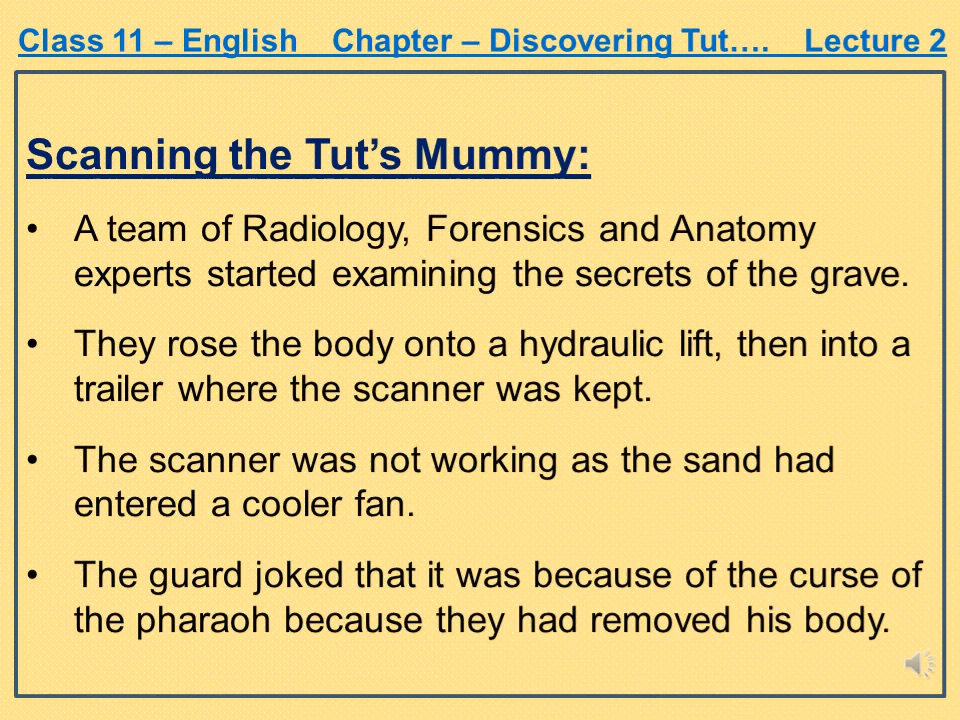 Class 11 – English    Chapter – Discovering Tut….    Lecture 2
Scanning the Tut’s Mummy:
• A team of Radiology, Forensics and Anatomy
experts started examining the secrets of the grave.
• They rose the body onto a hydraulic lift, then into a
trailer where the scanner was kept.
• The scanner was not working as the sand had
entered a cooler fan.
• The guard joked that it was because of the curse of
the pharaoh because they had removed his body.